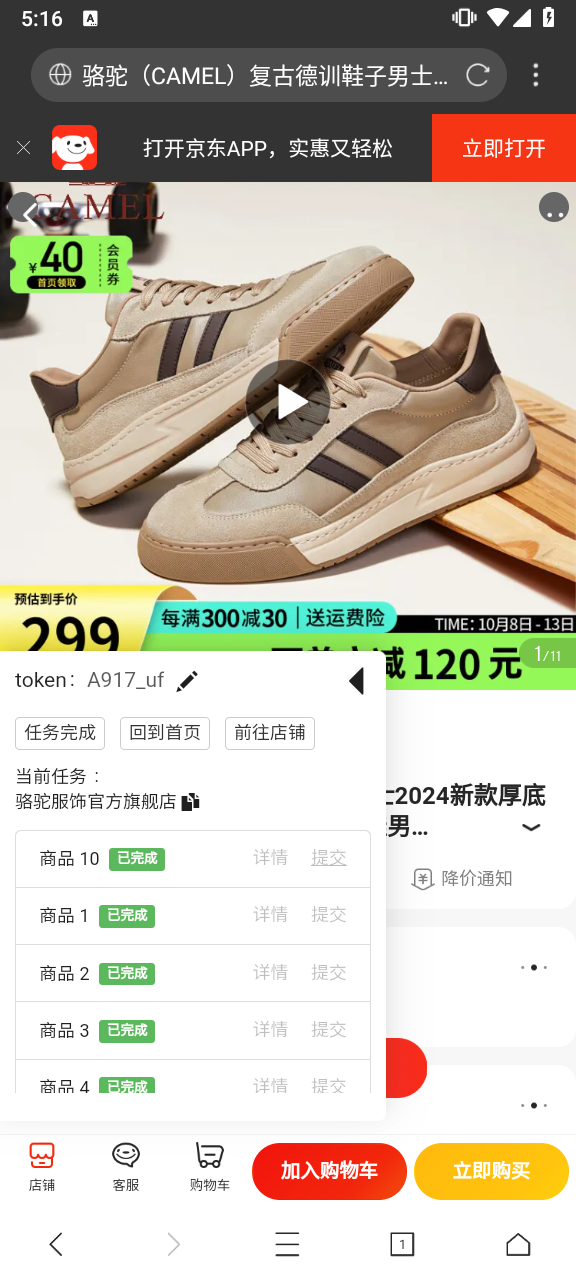 5:16
A
骆驼（CAMEL）复古德训鞋子男士...
打开京东APP，实惠又轻松
立即打开
CAMEL
¥40
首页领取
会员券
预估到手价
299
每满300减30｜送运费险
TIME: 10月8日 - 13日
减 120 元
1/11
token： A917_uf
任务完成
回到首页
前往店铺
当前任务：
骆驼服饰官方旗舰店
士2024新款厚底
男...
降价通知
商品 10 已完成 详情 提交
商品 1 已完成 详情 提交
商品 2 已完成 详情 提交
商品 3 已完成 详情 提交
商品 4 已完成 详情 提交
店铺
客服
购物车
加入购物车
立即购买
1